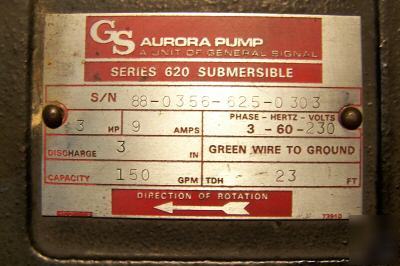 GS AURORA PUMP
A UNIT OF GENERAL SIGNAL
SERIES 620 SUBMERSIBLE
S/N 88-0356-625-0303
3 HP 9 AMPS PHASE - HERTZ - VOLTS
3 - 60 - 230
DISCHARGE 3 IN GREEN WIRE TO GROUND
CAPACITY 150 GPM TDH 23 FT
DIRECTION OF ROTATION